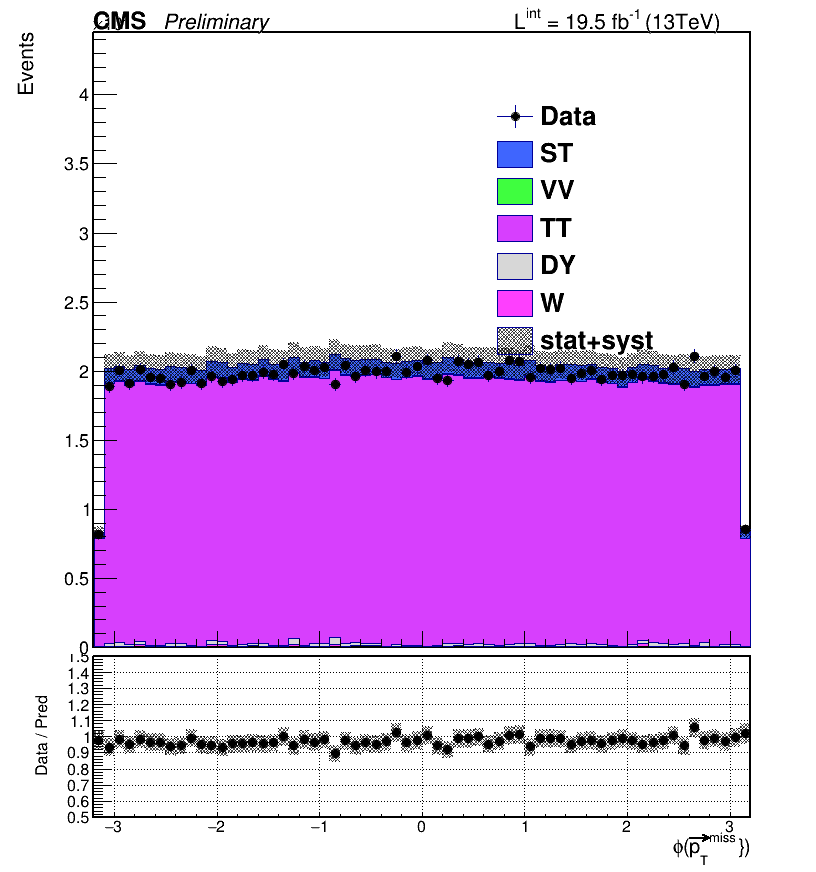 CMS Preliminary L^int = 19.5 fb^-1 (13TeV)
Events
4
3.5
3
2.5
2
1.5
1
0.5
0
Data
ST
VV
TT
DY
W
stat+syst
Data / Pred
1.5
1.4
1.3
1.2
1.1
1
0.9
0.8
0.7
0.6
0.5
−3 −2 −1 0 1 2 3
ϕ(p_T^miss })